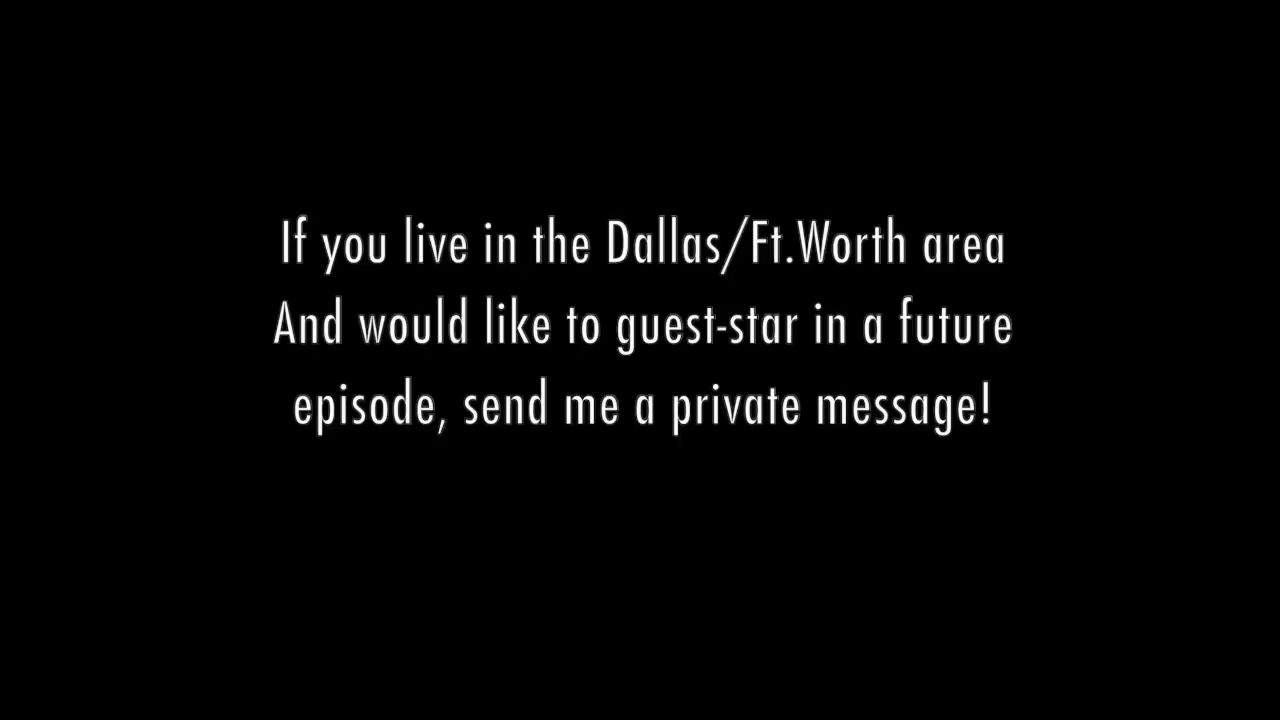 If you live in the Dallas/Ft.Worth area
And would like to guest-star in a future
episode, send me a private message!